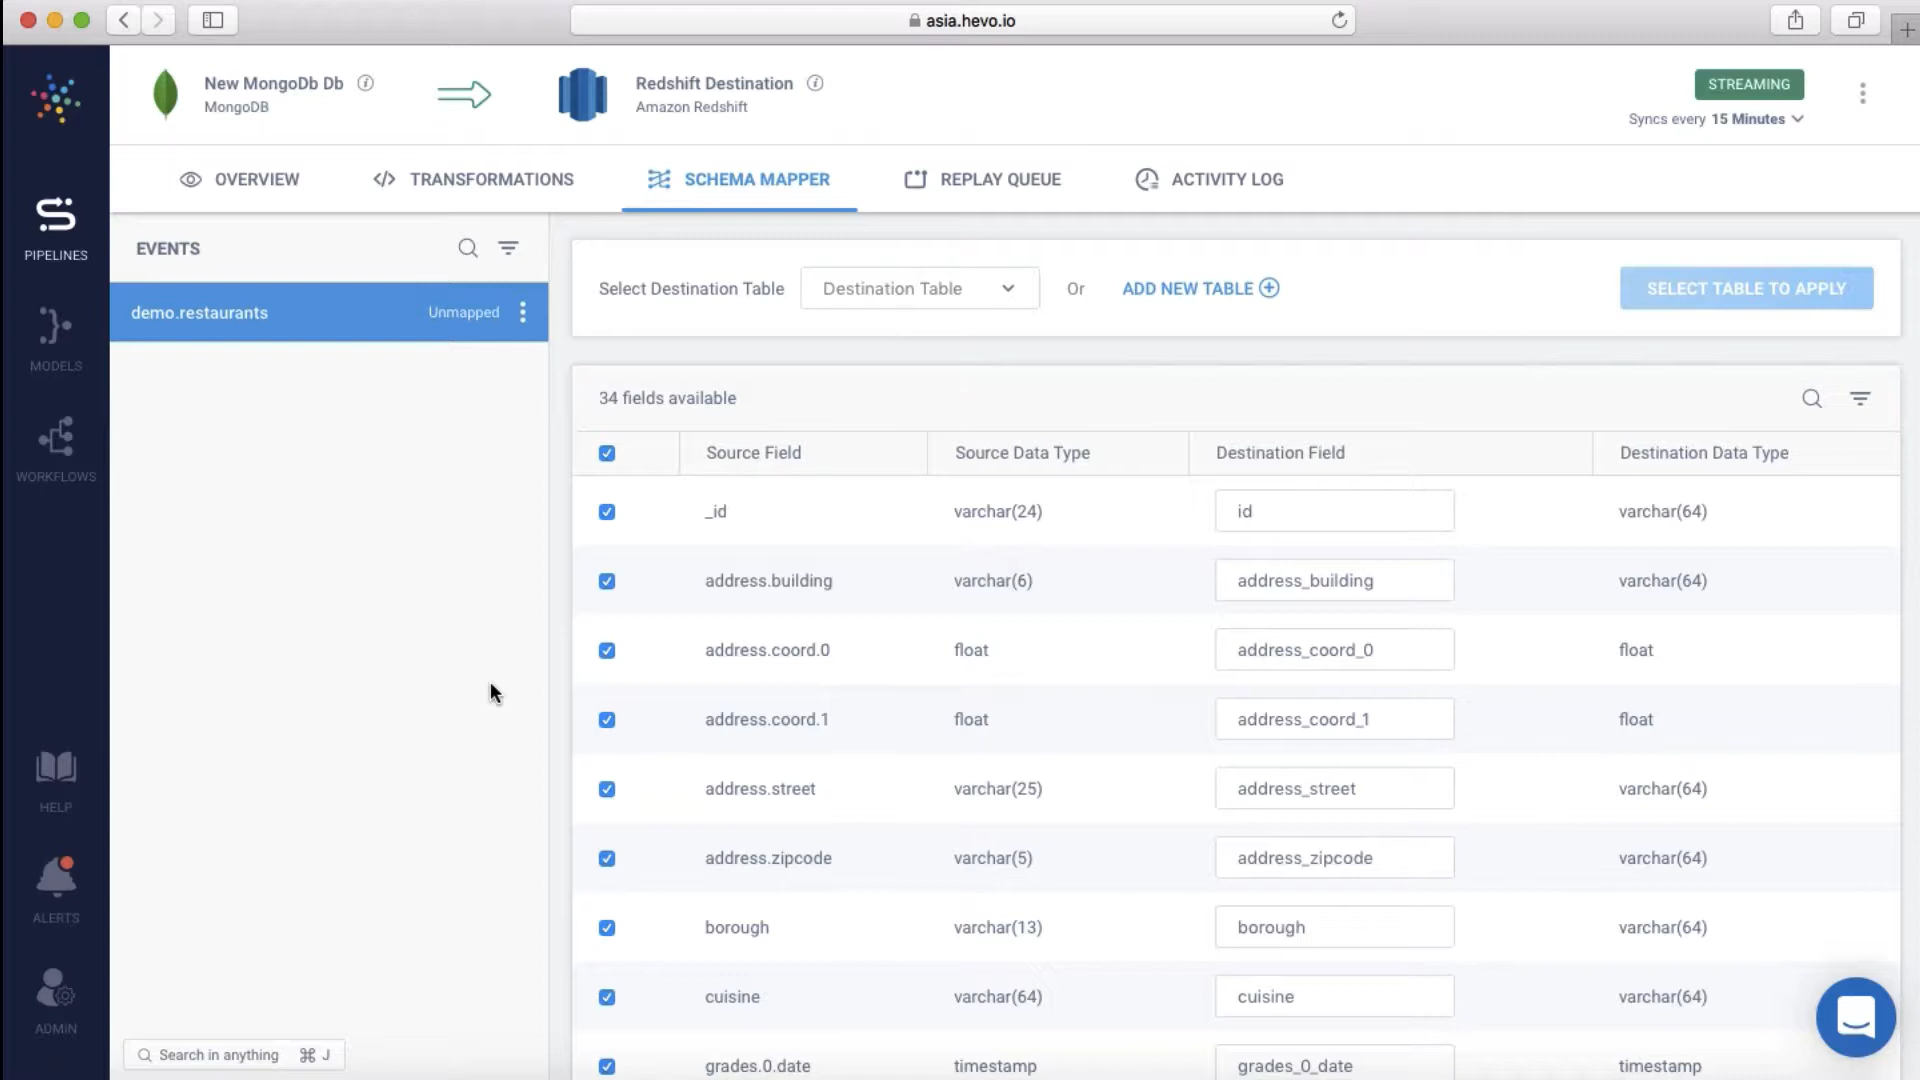 asia.hevo.io
New MongoDb Db
MongoDB
Redshift Destination
Amazon Redshift
STREAMING
Syncs every 15 Minutes
OVERVIEW
TRANSFORMATIONS
SCHEMA MAPPER
REPLAY QUEUE
ACTIVITY LOG
PIPELINES
MODELS
WORKFLOWS
HELP
ALERTS
ADMIN
EVENTS
demo.restaurants Unmapped
Search in anything ⌘ J
Select Destination Table Destination Table Or ADD NEW TABLE SELECT TABLE TO APPLY
34 fields available
Source Field Source Data Type Destination Field Destination Data Type
_id varchar(24) id varchar(64)
address.building varchar(6) address_building varchar(64)
address.coord.0 float address_coord_0 float
address.coord.1 float address_coord_1 float
address.street varchar(25) address_street varchar(64)
address.zipcode varchar(5) address_zipcode varchar(64)
borough varchar(13) borough varchar(64)
cuisine varchar(64) cuisine varchar(64)
grades.0.date timestamp grades_0_date timestamp